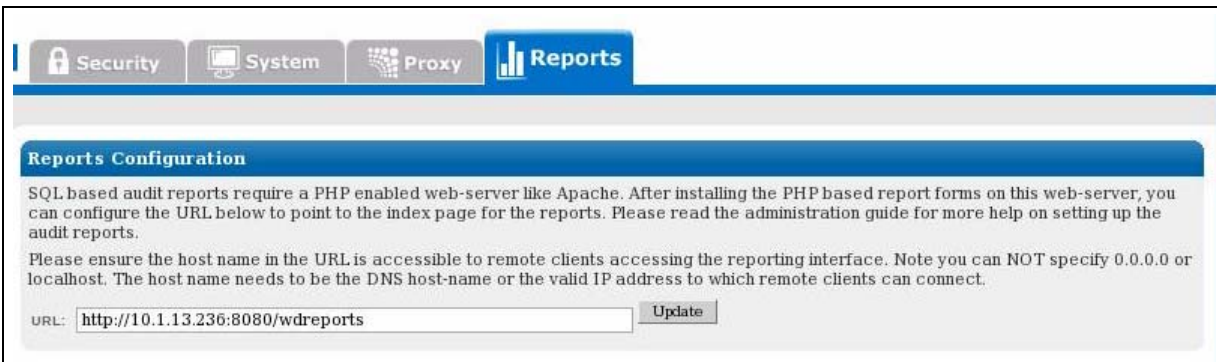 Security System Proxy Reports
Reports Configuration
SQL based audit reports require a PHP enabled web-server like Apache. After installing the PHP based report forms on this web-server, you
can configure the URL below to point to the index page for the reports. Please read the administration guide for more help on setting up the
audit reports.
Please ensure the host name in the URL is accessible to remote clients accessing the reporting interface. Note you can NOT specify 0.0.0.0 or
localhost. The host name needs to be the DNS host-name or the valid IP address to which remote clients can connect.
URL: http://10.1.13.236:8080/wdreports Update